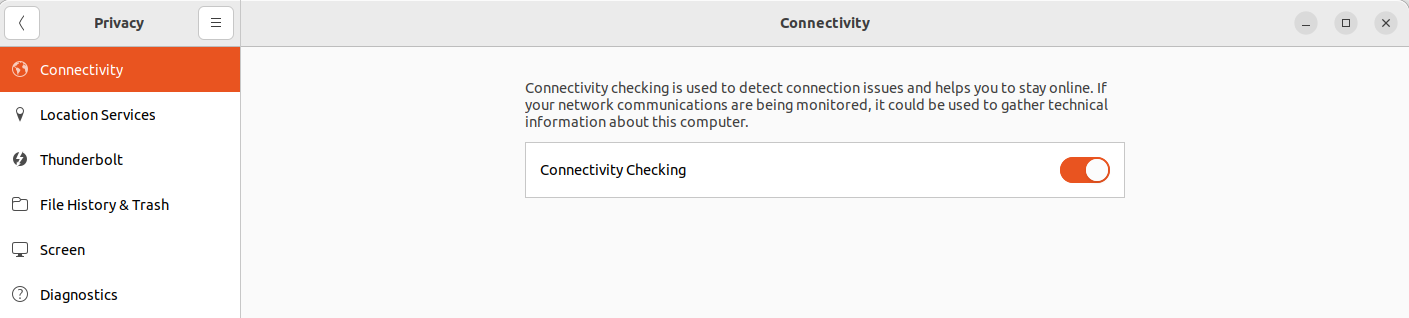 Privacy
Connectivity
Connectivity
Location Services
Thunderbolt
File History & Trash
Screen
Diagnostics
Connectivity checking is used to detect connection issues and helps you to stay online. If
your network communications are being monitored, it could be used to gather technical
information about this computer.
Connectivity Checking